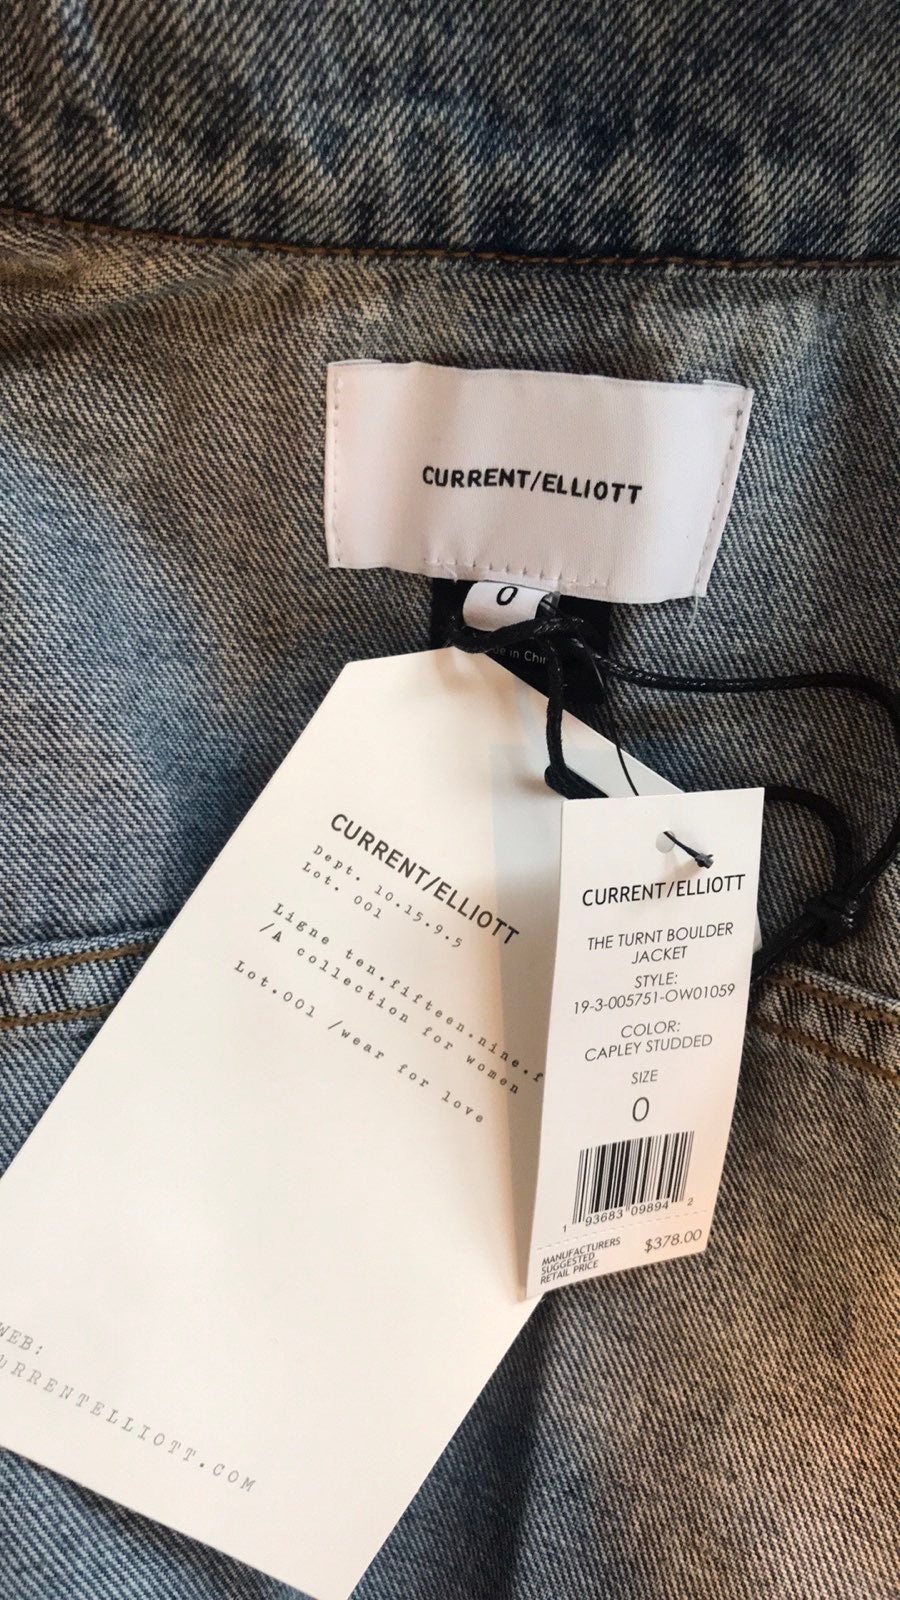 CURRENT/ELLIOTT
0
in
CURRENT/ELLIOTT
Dept. 10.15.9.5
Lot. 001
Ligne ten.fifteen.nine.f
/A collection for women
Lot.001 /wear for love
WEB:
URRENTELLIOTT.COM
CURRENT/ELLIOTT
THE TURNT BOULDER
JACKET
STYLE:
19-3-005751-OW01059
COLOR:
CAPLEY STUDDED
SIZE
0
1 93683 09894 2
MANUFACTURERS
SUGGESTED
RETAIL PRICE
$378.00